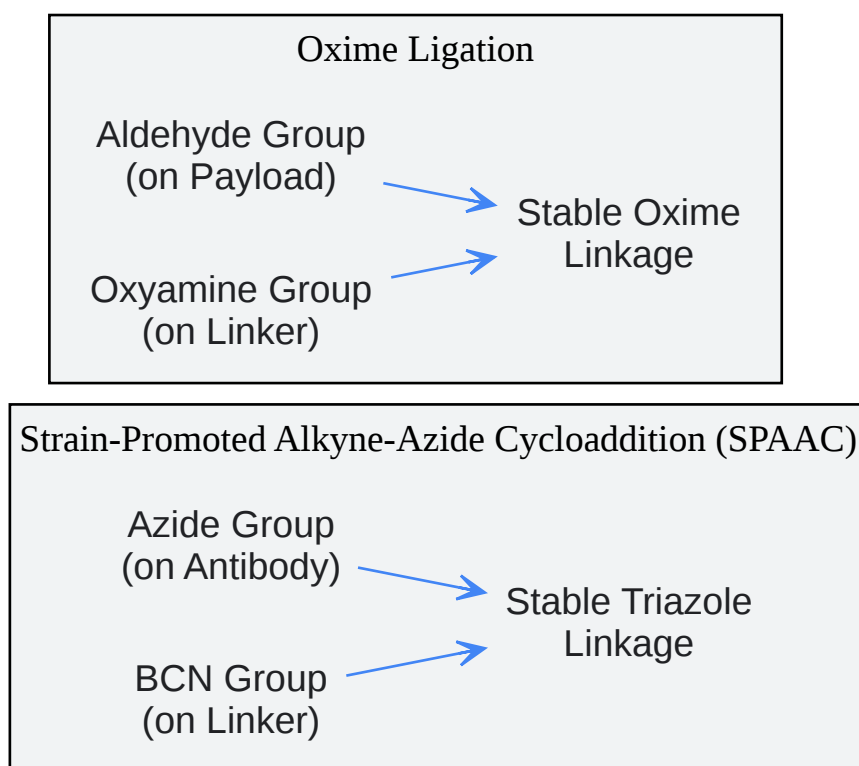 Oxime Ligation
Aldehyde Group
(on Payload)
Stable Oxime
Linkage
Oxyamine Group
(on Linker)
Strain-Promoted Alkyne-Azide Cycloaddition (SPAAC)
Azide Group
(on Antibody)
Stable Triazole
Linkage
BCN Group
(on Linker)